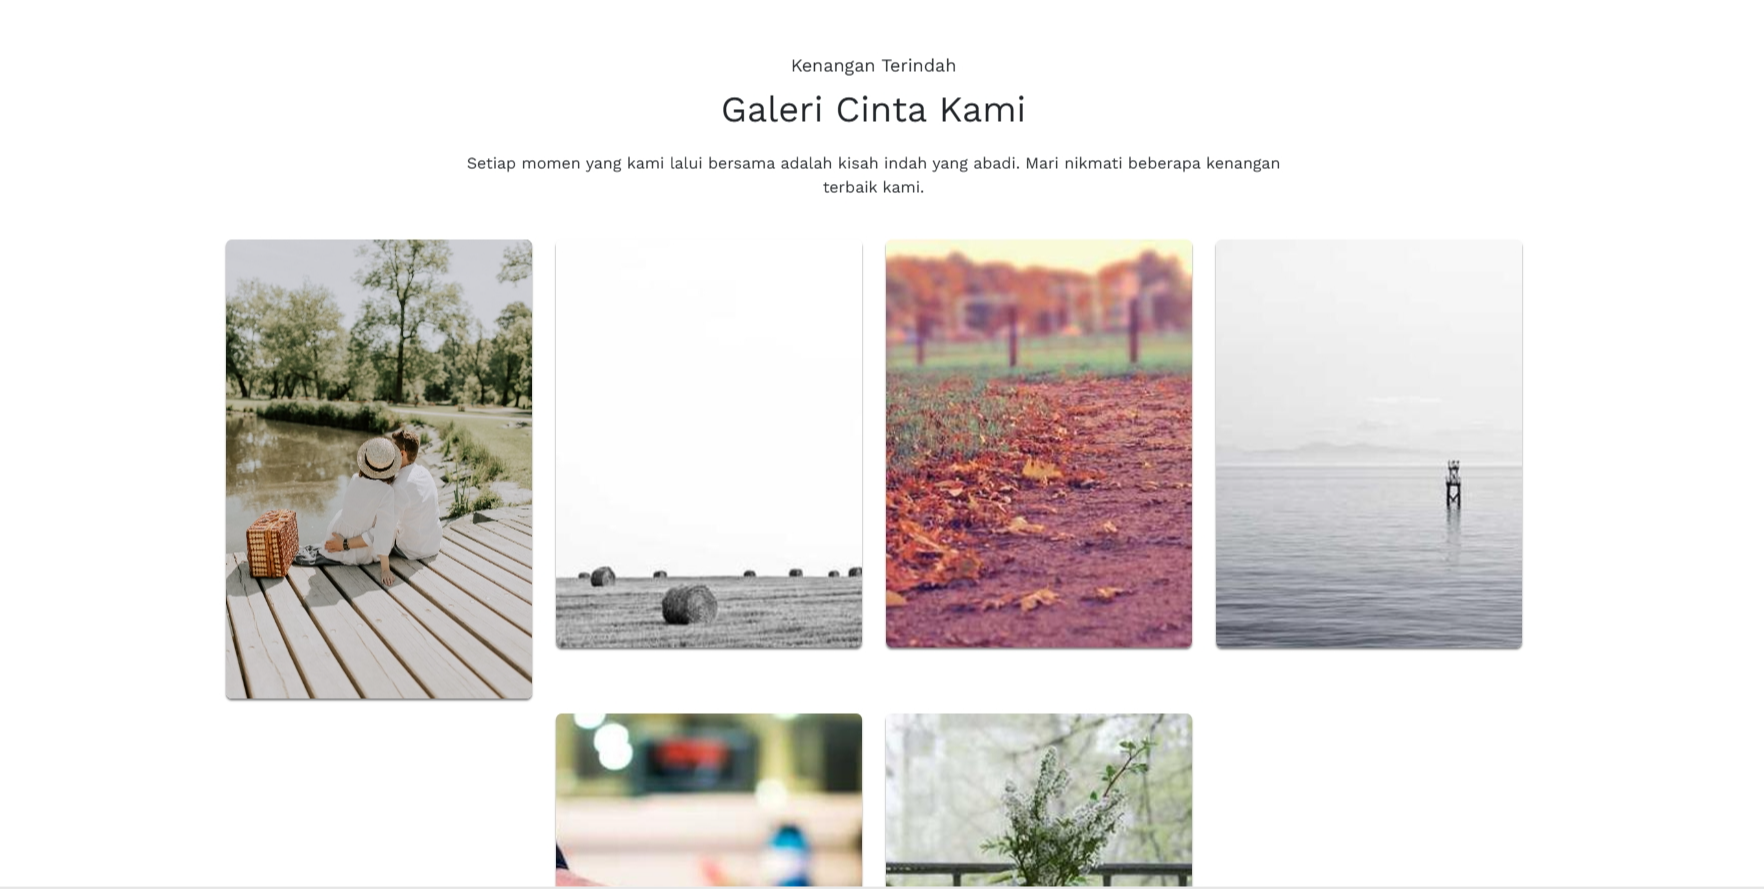 Kenangan Terindah
Galeri Cinta Kami
Setiap momen yang kami lalui bersama adalah kisah indah yang abadi. Mari nikmati beberapa kenangan
terbaik kami.